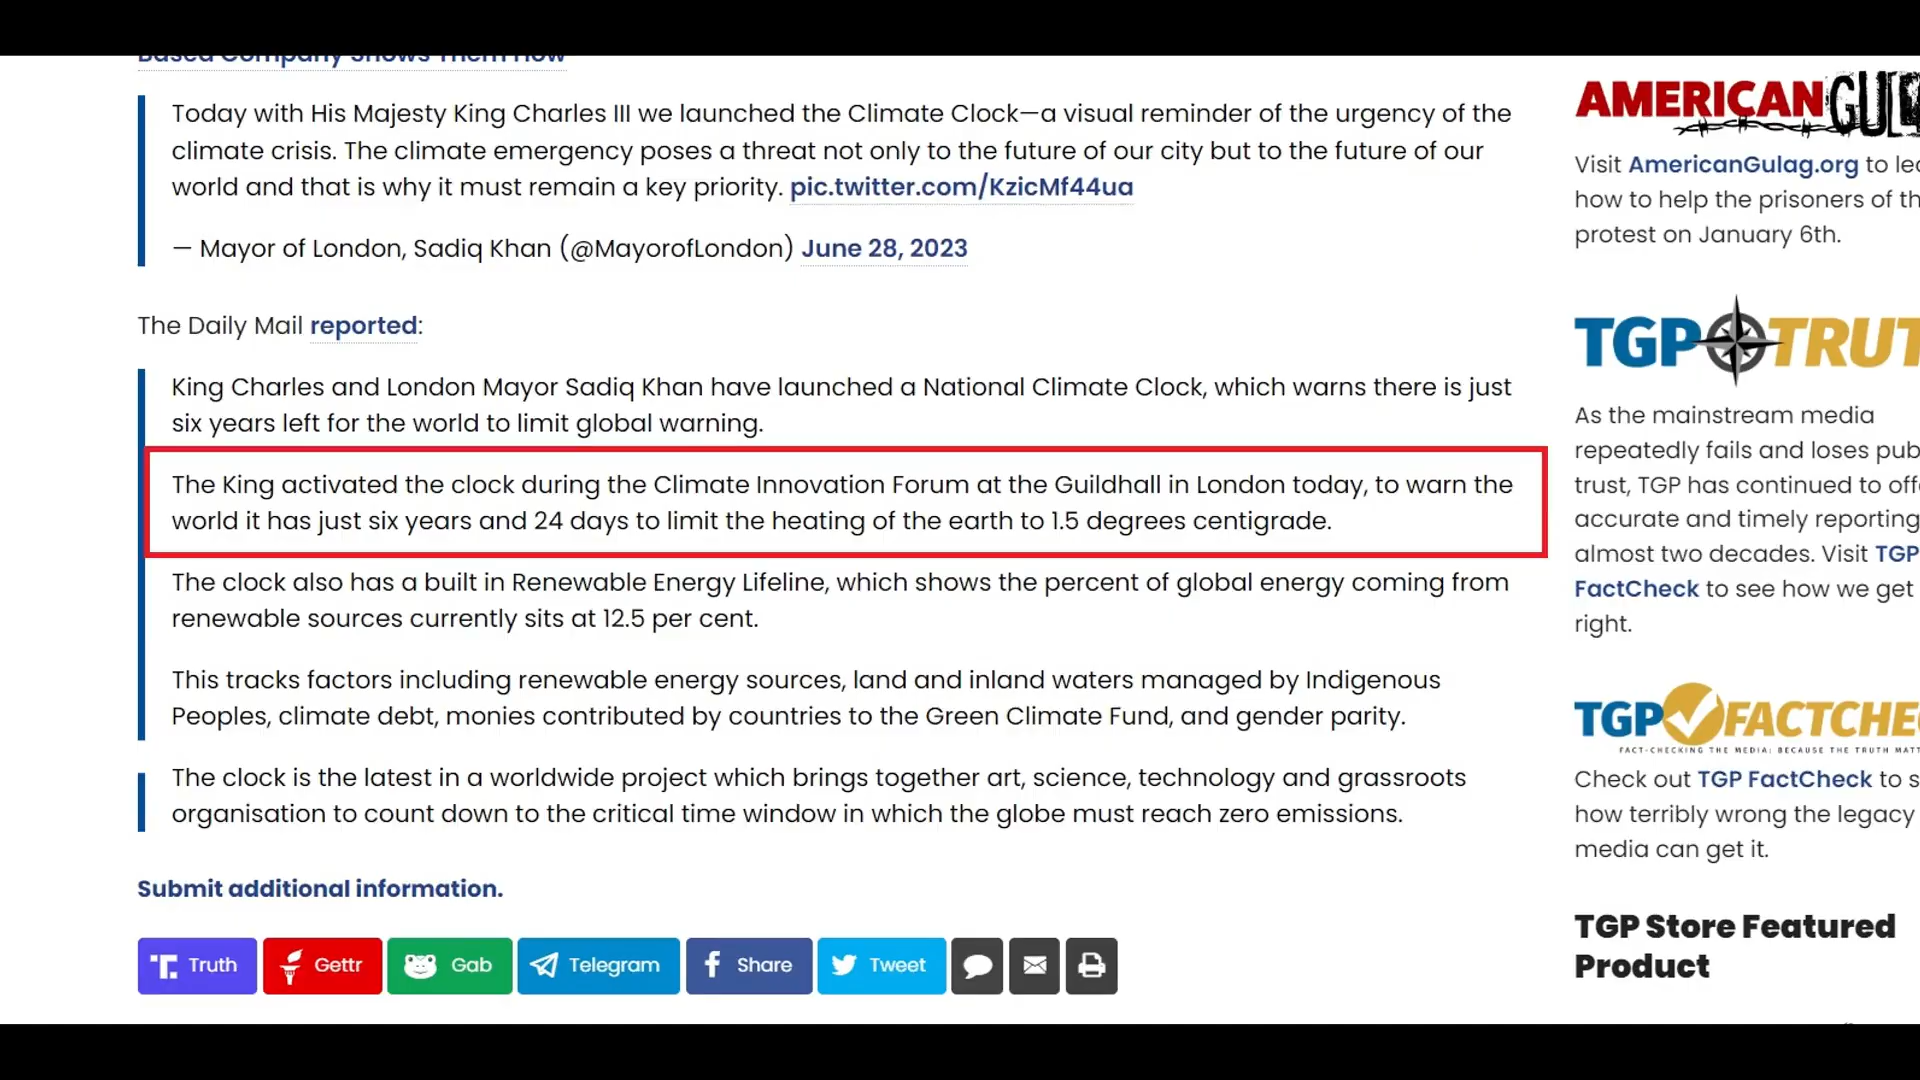 Based Company Shows Them How
Today with His Majesty King Charles III we launched the Climate Clock—a visual reminder of the urgency of the
climate crisis. The climate emergency poses a threat not only to the future of our city but to the future of our
world and that is why it must remain a key priority. pic.twitter.com/KzicMf44ua
— Mayor of London, Sadiq Khan (@MayorofLondon) June 28, 2023
The Daily Mail reported:
King Charles and London Mayor Sadiq Khan have launched a National Climate Clock, which warns there is just
six years left for the world to limit global warning.
The King activated the clock during the Climate Innovation Forum at the Guildhall in London today, to warn the
world it has just six years and 24 days to limit the heating of the earth to 1.5 degrees centigrade.
The clock also has a built in Renewable Energy Lifeline, which shows the percent of global energy coming from
renewable sources currently sits at 12.5 per cent.
This tracks factors including renewable energy sources, land and inland waters managed by Indigenous
Peoples, climate debt, monies contributed by countries to the Green Climate Fund, and gender parity.
The clock is the latest in a worldwide project which brings together art, science, technology and grassroots
organisation to count down to the critical time window in which the globe must reach zero emissions.
Submit additional information.
Truth
Gettr
Gab
Telegram
Share
Tweet
AMERICAN
Visit AmericanGulag.org to
how to help the prisoners of
protest on January 6th.
TGP
As the mainstream media
repeatedly fails and loses
trust, TGP has continued to
accurate and timely reporting
almost two decades. Visit TGP
FactCheck to see how we get
right.
TGP
FACT-CHECKING THE MEDIA: BECAUSE THE TRUTH
Check out TGP FactCheck to
how terribly wrong the legacy
media can get it.
TGP Store Featured
Product